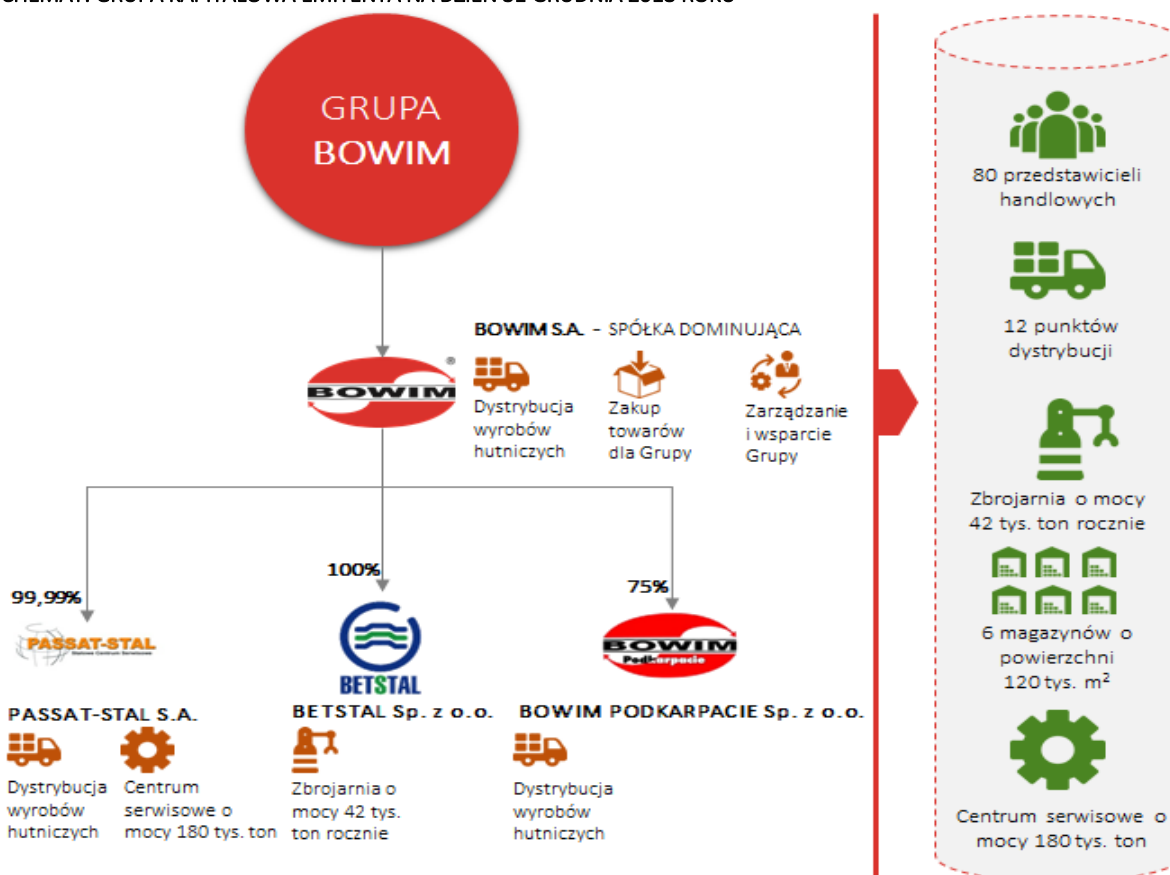 GRUPA
BOWIM
BOWIM S.A. - SPÓŁKA DOMINUJĄCA
BOWIM
®
Dystrybucja
wyrobów
hutniczych
Zakup
towarów
dla Grupy
Zarządzanie
i wsparcie
Grupy
99,99%
100%
75%
PASSAT-STAL
Stalowe Centrum Serwisowe
BETSTAL
BOWIM
Podkarpacie
PASSAT-STAL S.A.
Dystrybucja
wyrobów
hutniczych
Centrum
serwisowe o
mocy 180 tys. ton
BETSTAL Sp. z o.o.
Zbrojarnia o
mocy 42 tys.
ton rocznie
BOWIM PODKARPACIE Sp. z o.o.
Dystrybucja
wyrobów
hutniczych
80 przedstawicieli
handlowych
12 punktów
dystrybucji
Zbrojarnia o mocy
42 tys. ton rocznie
6 magazynów o
powierzchni
120 tys. m²
Centrum serwisowe o
mocy 180 tys. ton